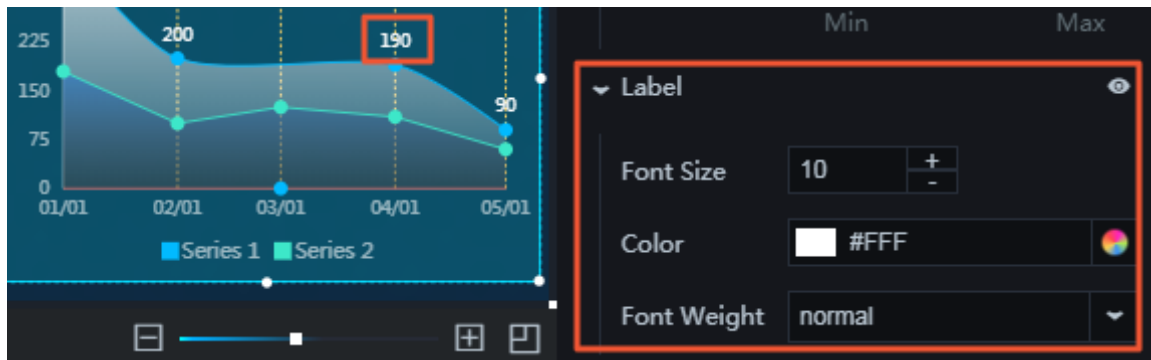 225
200
190
150
90
75
0
01/01 02/01 03/01 04/01 05/01
Series 1 Series 2
Min Max
Label
Font Size 10 + -
Color #FFF
Font Weight normal